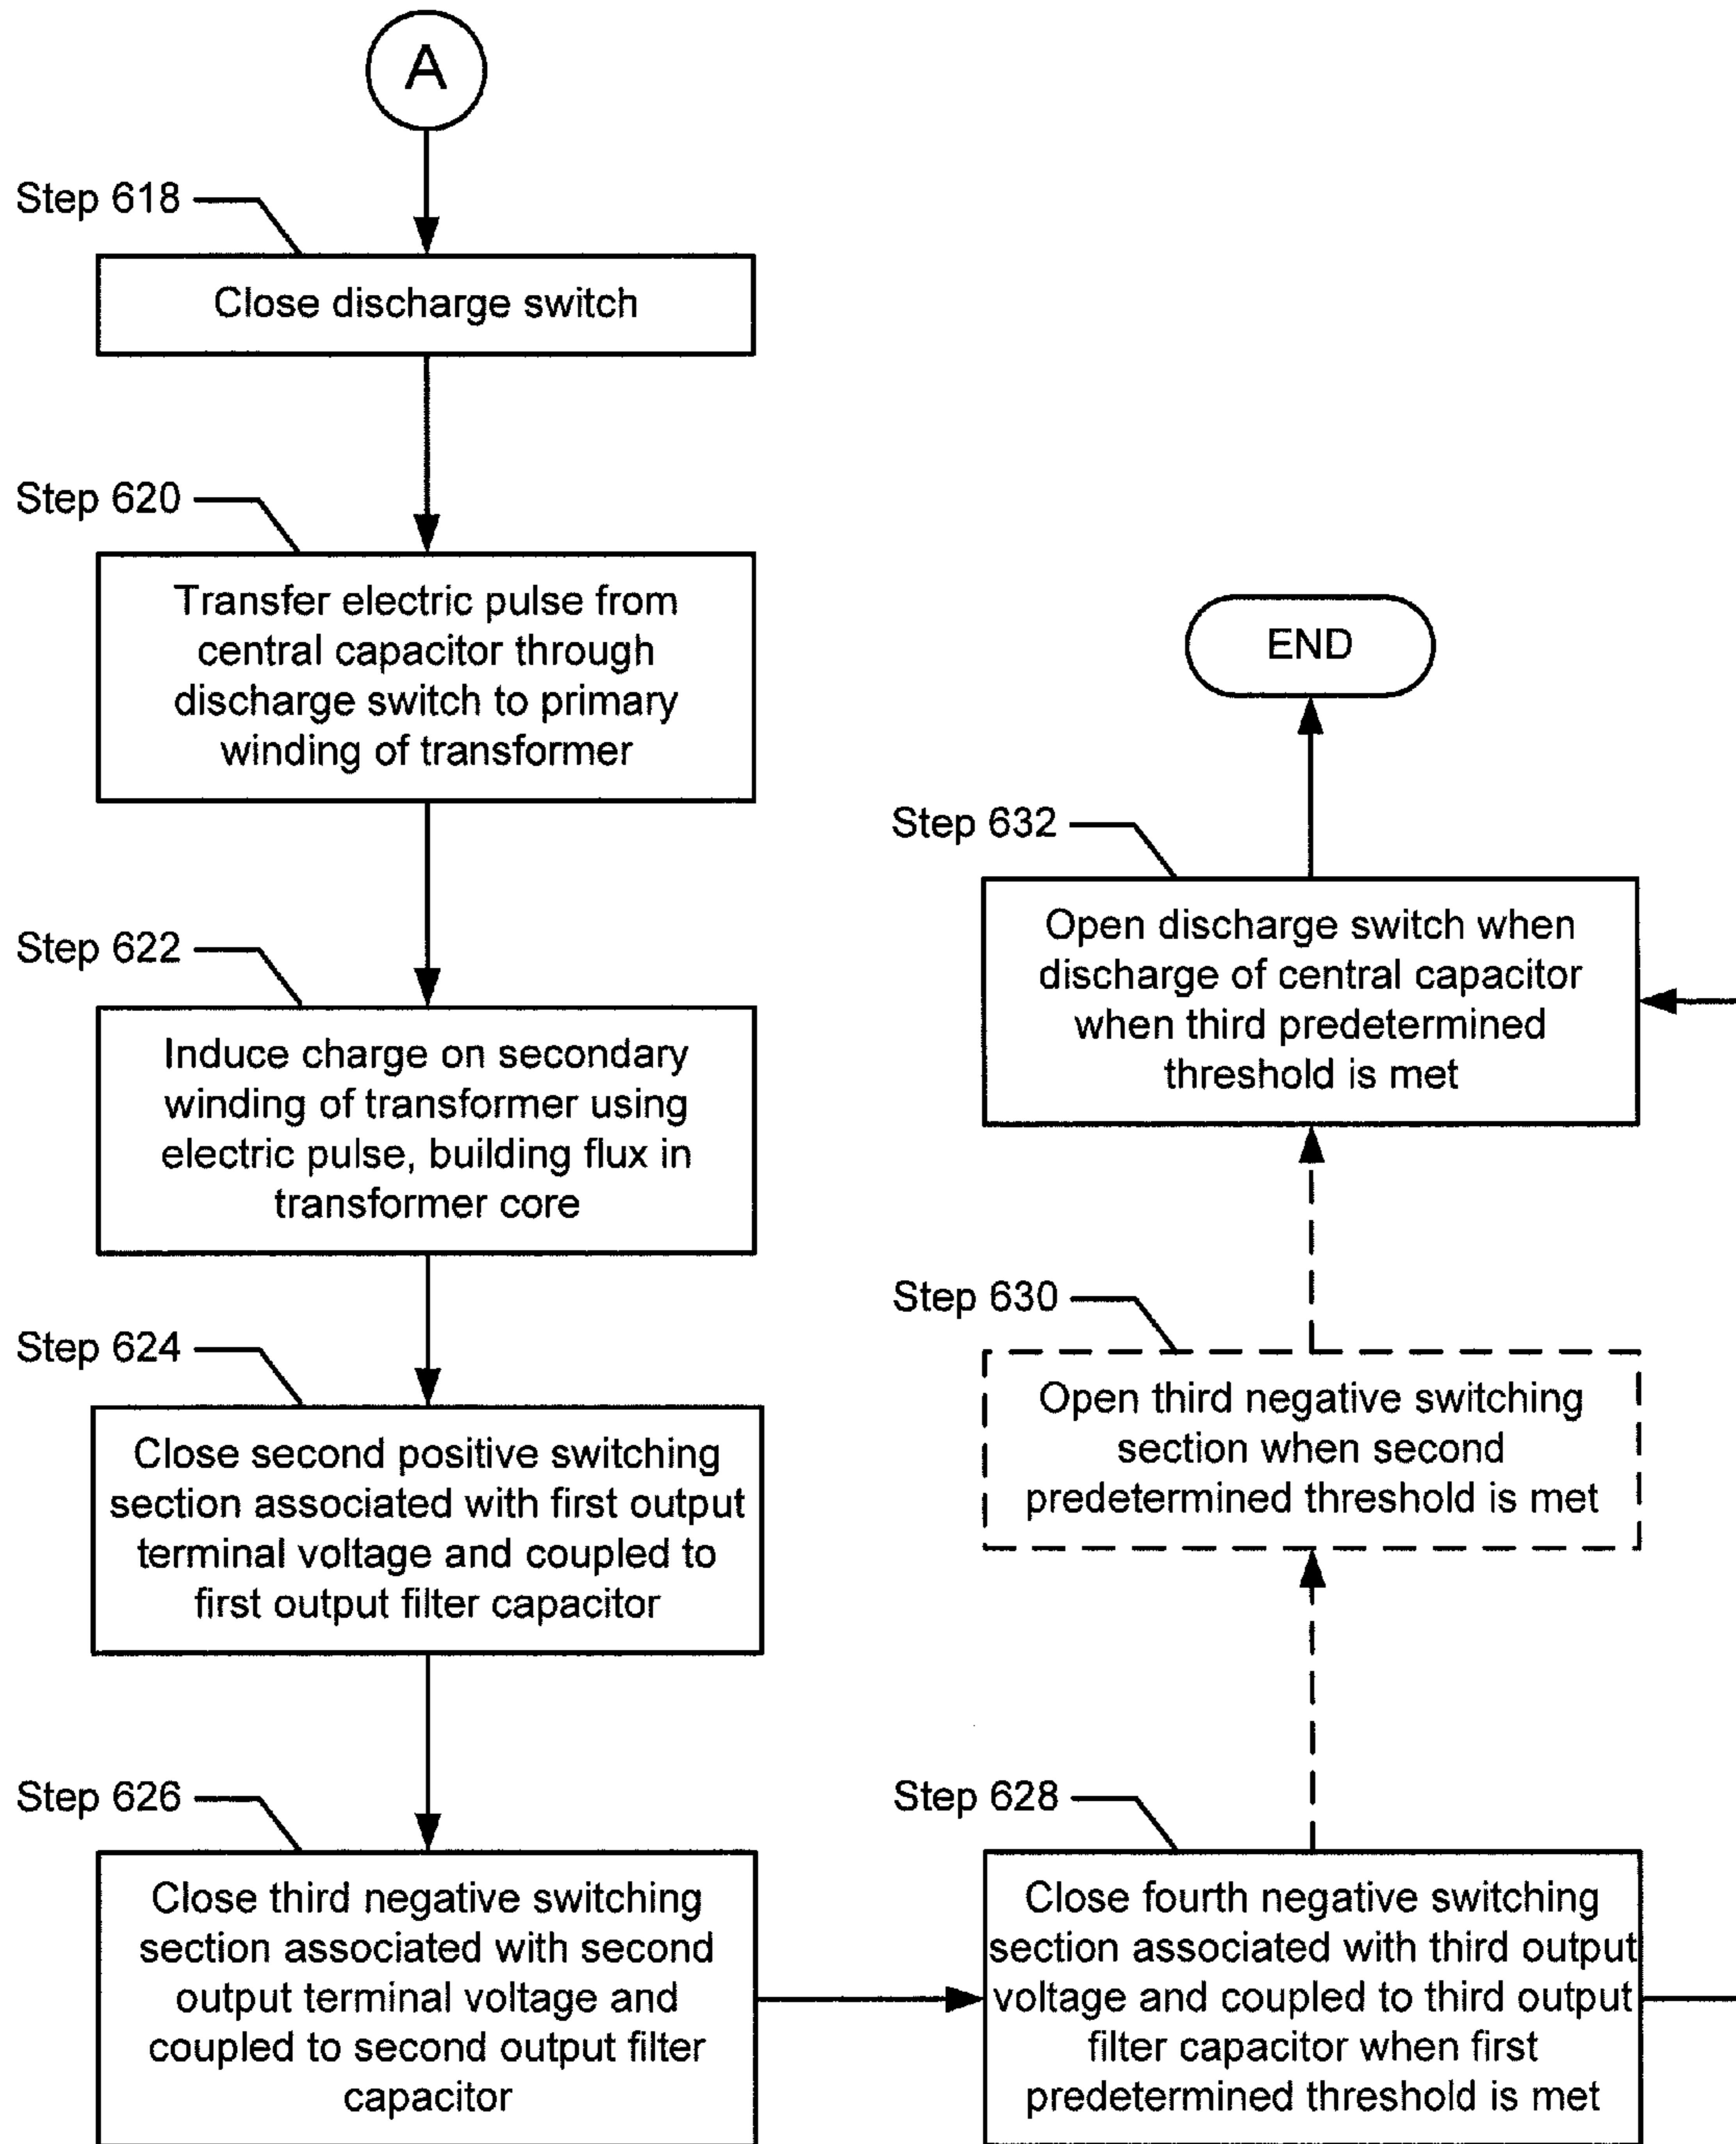 A
Step 618
Close discharge switch
Step 620
Transfer electric pulse from
central capacitor through
discharge switch to primary
winding of transformer
Step 622
Induce charge on secondary
winding of transformer using
electric pulse, building flux in
transformer core
Step 624
Close second positive switching
section associated with first output
terminal voltage and coupled to
first output filter capacitor
Step 626
Close third negative switching
section associated with second
output terminal voltage and
coupled to second output filter
capacitor
Step 628
Close fourth negative switching
section associated with third output
voltage and coupled to third output
filter capacitor when first
predetermined threshold is met
Step 630
Open third negative switching
section when second
predetermined threshold is met
Step 632
Open discharge switch when
discharge of central capacitor
when third predetermined
threshold is met
END